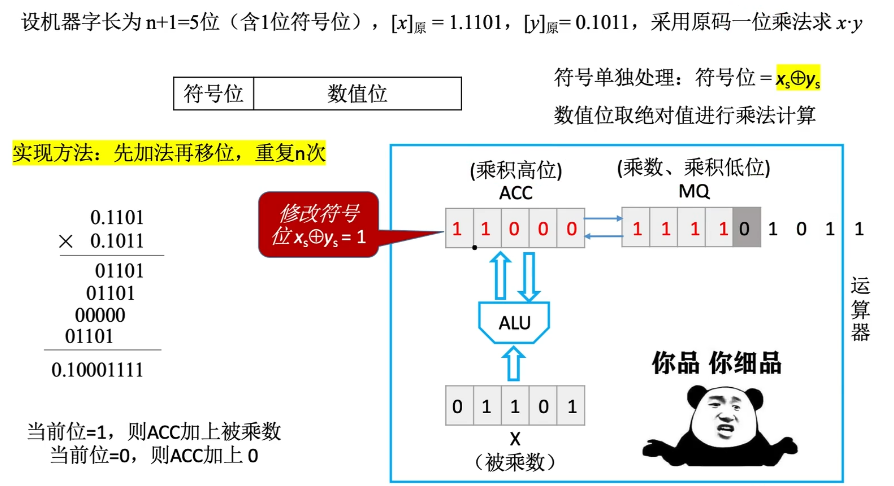 设机器字长为 n+1=5位（含1位符号位），[x]原 = 1.1101，[y]原= 0.1011，采用原码一位乘法求 x·y
符号位 数值位
符号单独处理：符号位 = xs⊕ys
数值位取绝对值进行乘法计算
实现方法：先加法再移位，重复n次
0.1101
× 0.1011
01101
01101
00000
01101
0.10001111
当前位=1，则ACC加上被乘数
当前位=0，则ACC加上 0
修改符号
位 xs⊕ys = 1
(乘积高位)
ACC
(乘数、乘积低位)
MQ
1 1 0 0 0
1 1 1 1 0 1 0 1 1
ALU
运算器
0 1 1 0 1
X
（被乘数）
你品 你细品